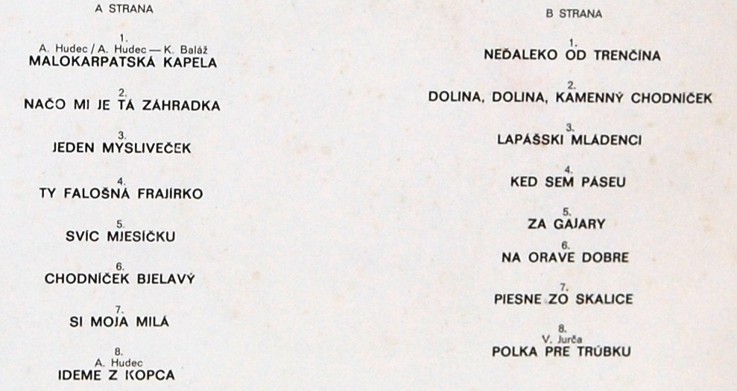 A STRANA
1.
A. Hudec / A. Hudec — K. Baláž
MALOKARPATSKÁ KAPELA
2.
NAČO MI JE TÁ ZÁHRADKA
3.
JEDEN MYSLIVEČEK
4.
TY FALOŠNÁ FRAJÍRKO
5.
SVIC MJESÍČKU
6.
CHODNÍČEK BJELAVÝ
7.
SI MOJA MILÁ
8.
A. Hudec
IDEME Z KOPCA
B STRANA
1.
NEĎALEKO OD TRENČÍNA
2.
DOLINA, DOLINA, KAMENNÝ CHODNÍČEK
3.
LAPÁŠSKI MLÁDENCI
4.
KED SEM PÁSEU
5.
ZA GAJARY
6.
NA ORAVE DOBRE
7.
PIESNE ZO SKALICE
8.
V. Jurča
POLKA PRE TRÚBKU